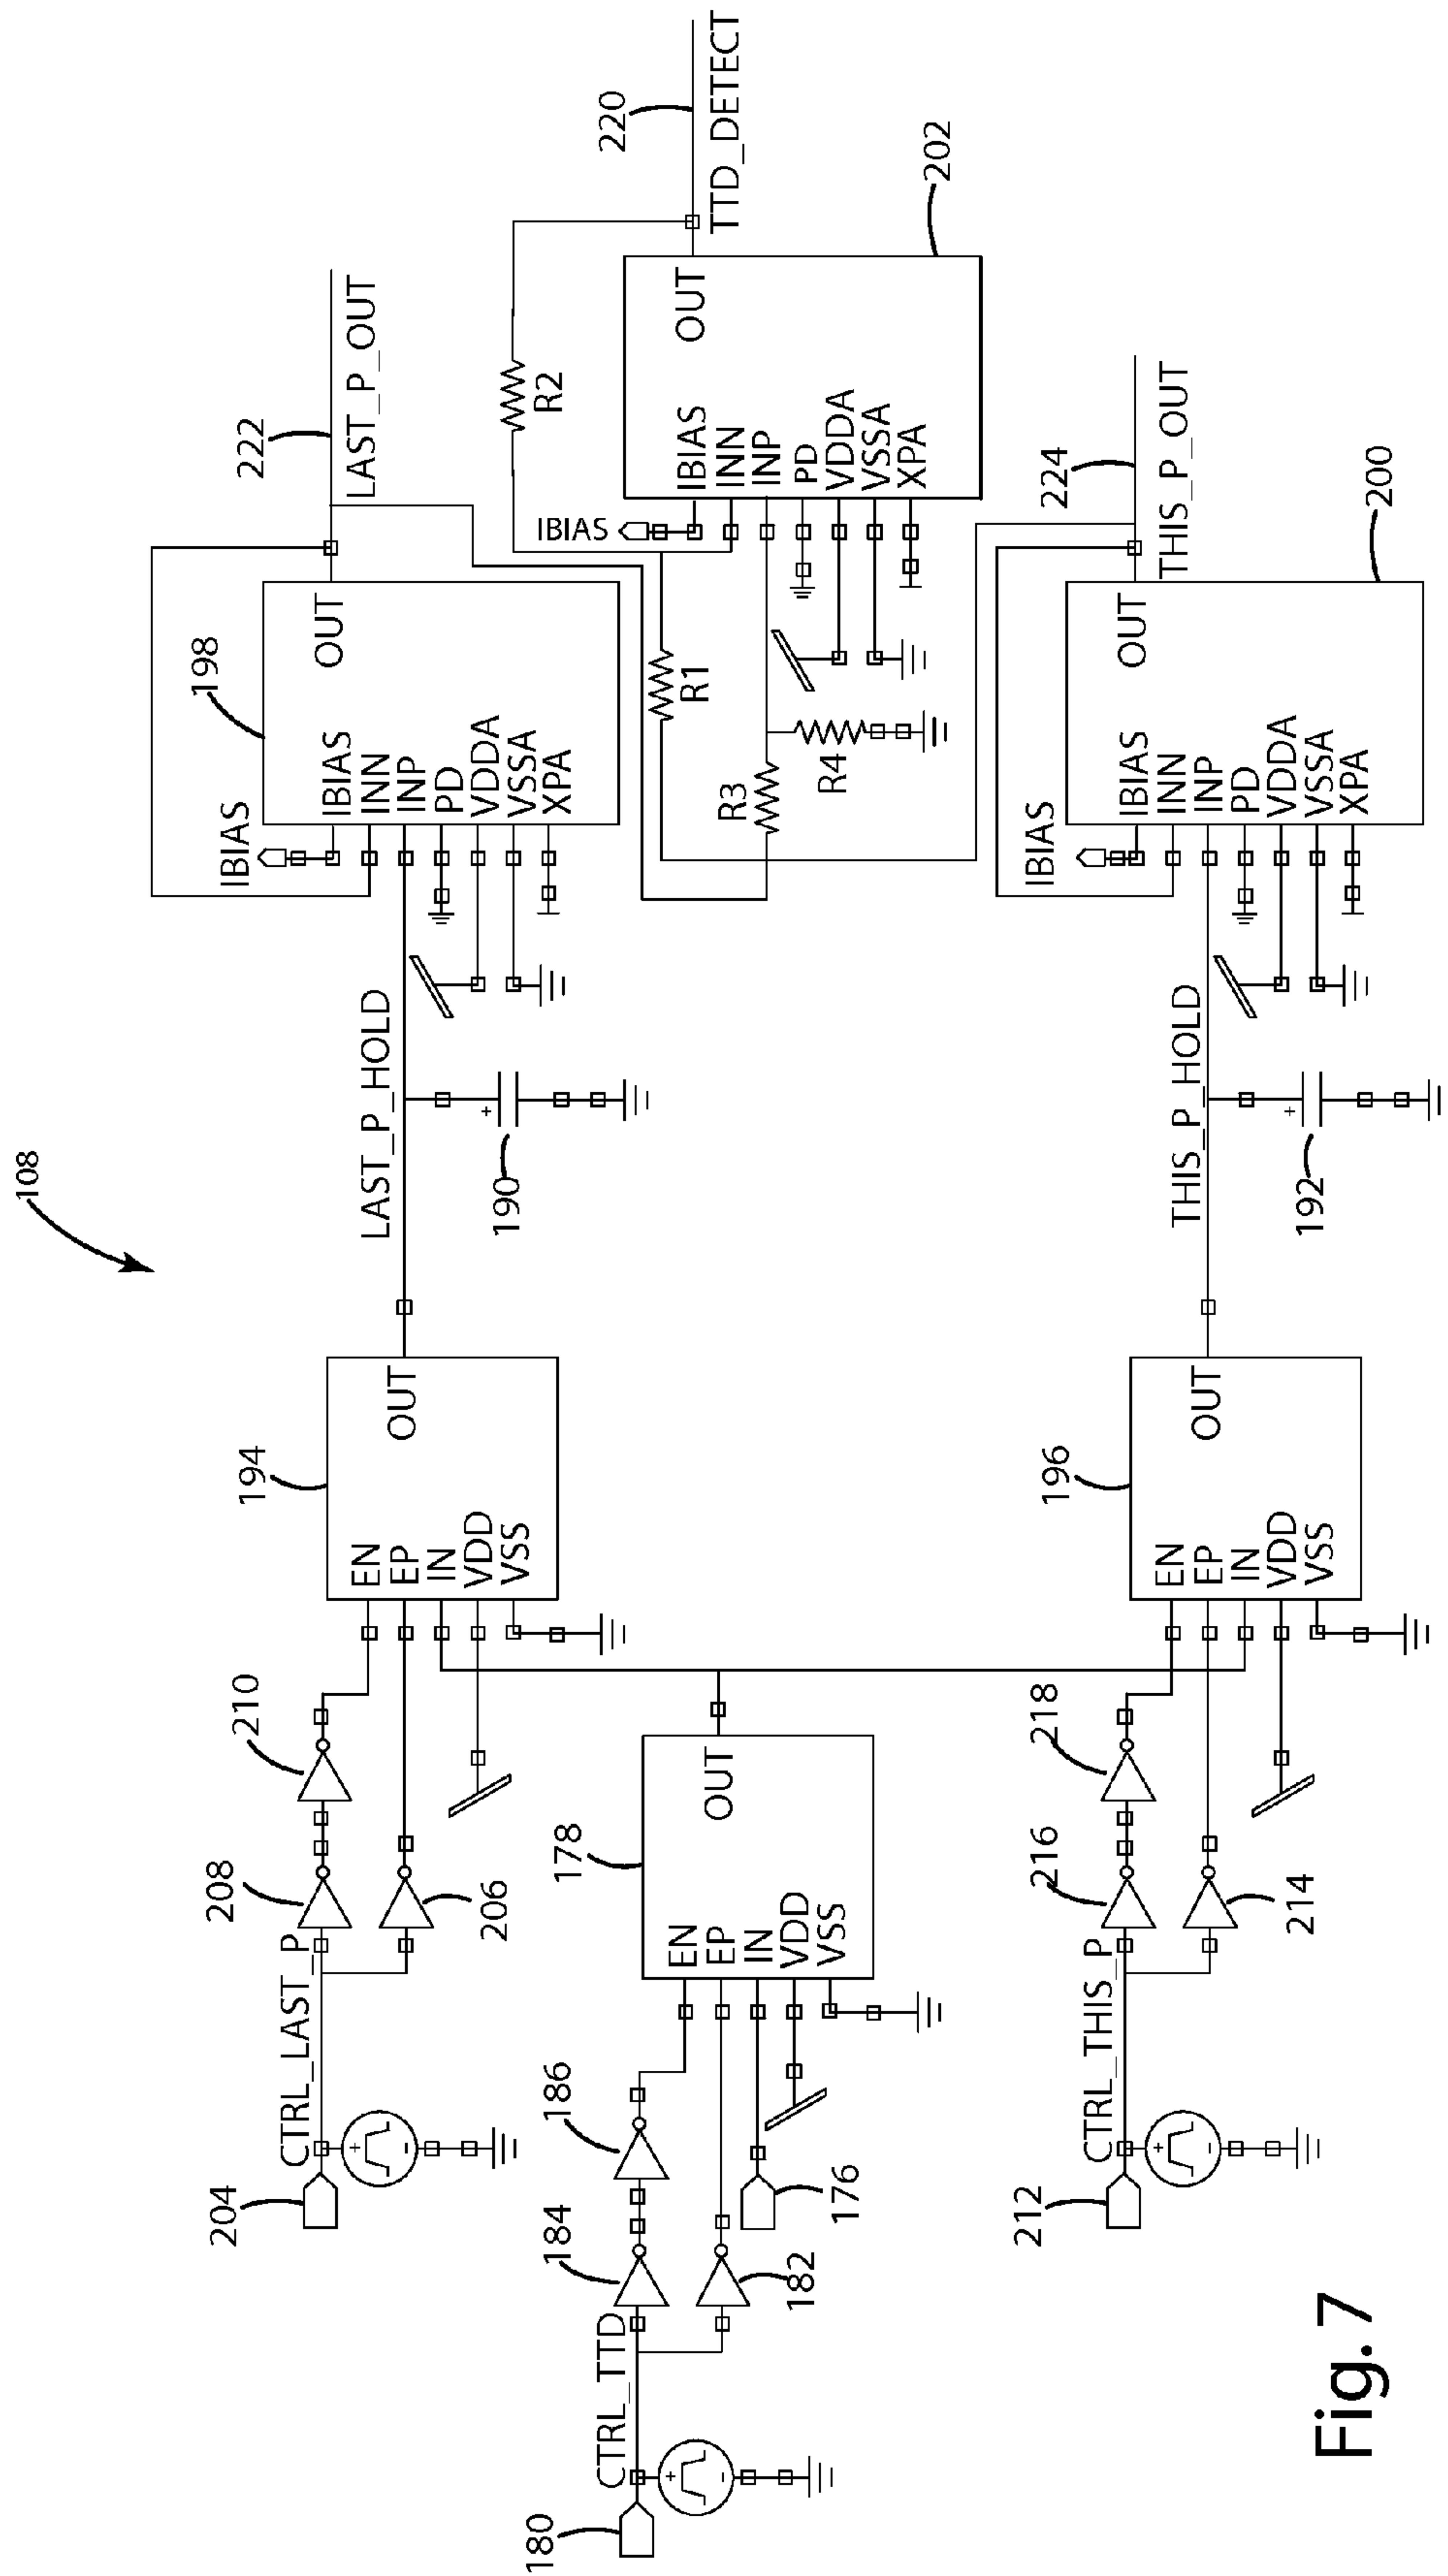 108
222
LAST_P_OUT
198
OUT
IBIAS
IBIAS
INN
INP
PD
VDDA
VSSA
XPA
LAST_P_HOLD
190
194
OUT
EN
EP
IN
VDD
VSS
210
208
206
CTRL_LAST_P
204
220
TTD_DETECT
202
OUT
R2
IBIAS
IBIAS
INN
INP
PD
VDDA
VSSA
XPA
R1
R3
R4
178
OUT
EN
EP
IN
VDD
VSS
186
184
182
176
CTRL_TTD
180
224
THIS_P_OUT
200
OUT
IBIAS
IBIAS
INN
INP
PD
VDDA
VSSA
XPA
THIS_P_HOLD
192
196
OUT
EN
EP
IN
VDD
VSS
218
216
214
CTRL_THIS_P
212
Fig. 7